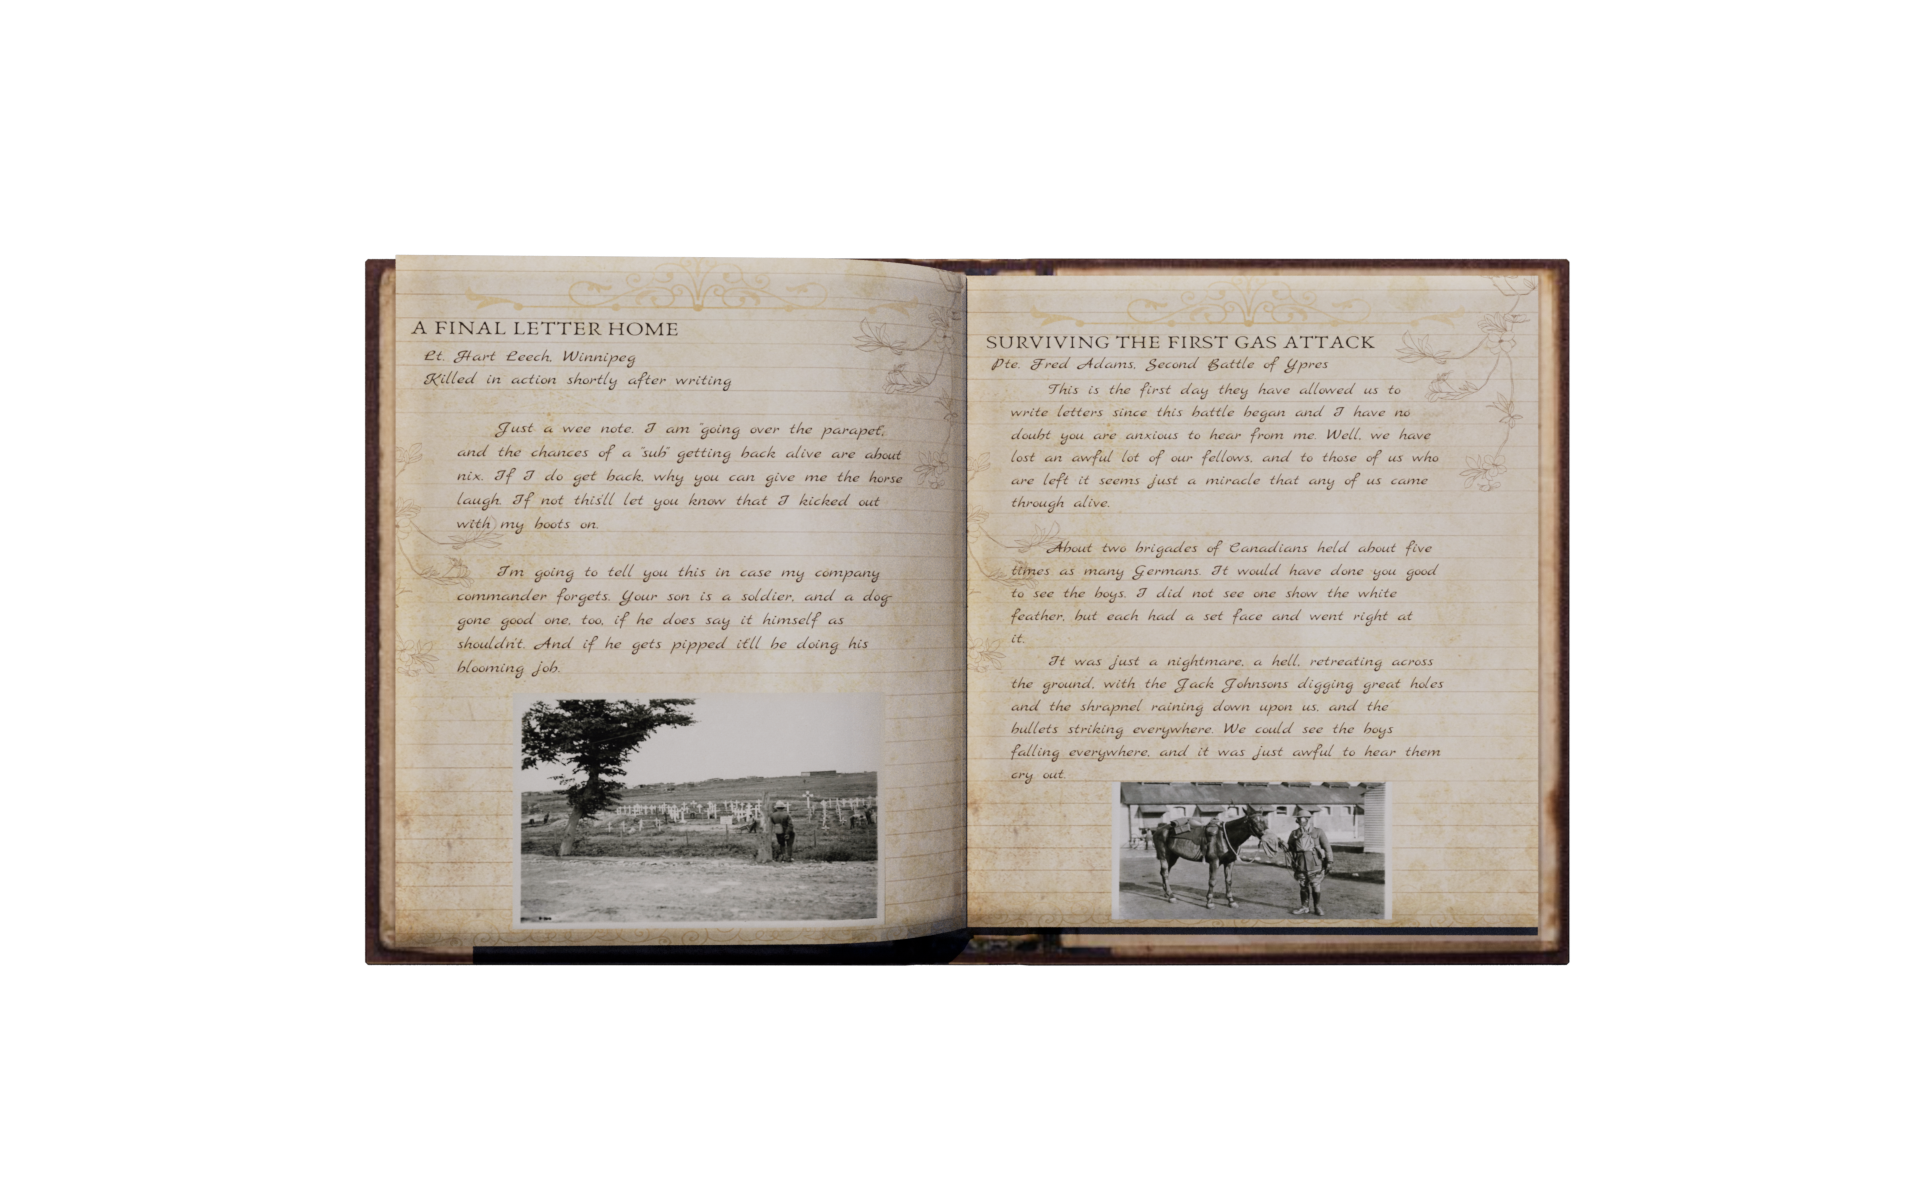 A FINAL LETTER HOME
Lt. Hart Leech, Winnipeg
Killed in action shortly after writing
Just a wee note. I am "going over the parapet",
and the chances of a "sub" getting back alive are about
nix. If I do get back, why you can give me the horse
laugh. If not this'll let you know that I kicked out
with my boots on.
I'm going to tell you this in case my company
commander forgets. Your son is a soldier, and a dog-
gone good one, too, if he does say it himself as
shouldn't. And if he gets pipped it'll be doing his
blooming job.
SURVIVING THE FIRST GAS ATTACK
Pte. Fred Adams, Second Battle of Ypres
This is the first day they have allowed us to
write letters since this battle began and I have no
doubt you are anxious to hear from me. Well, we have
lost an awful lot of our fellows, and to those of us who
are left it seems just a miracle that any of us came
through alive.
About two brigades of Canadians held about five
times as many Germans. It would have done you good
to see the boys. I did not see one show the white
feather, but each had a set face and went right at
it.
It was just a nightmare, a hell, retreating across
the ground, with the Jack Johnsons digging great holes
and the shrapnel raining down upon us, and the
bullets striking everywhere. We could see the boys
falling everywhere, and it was just awful to hear them
cry out.